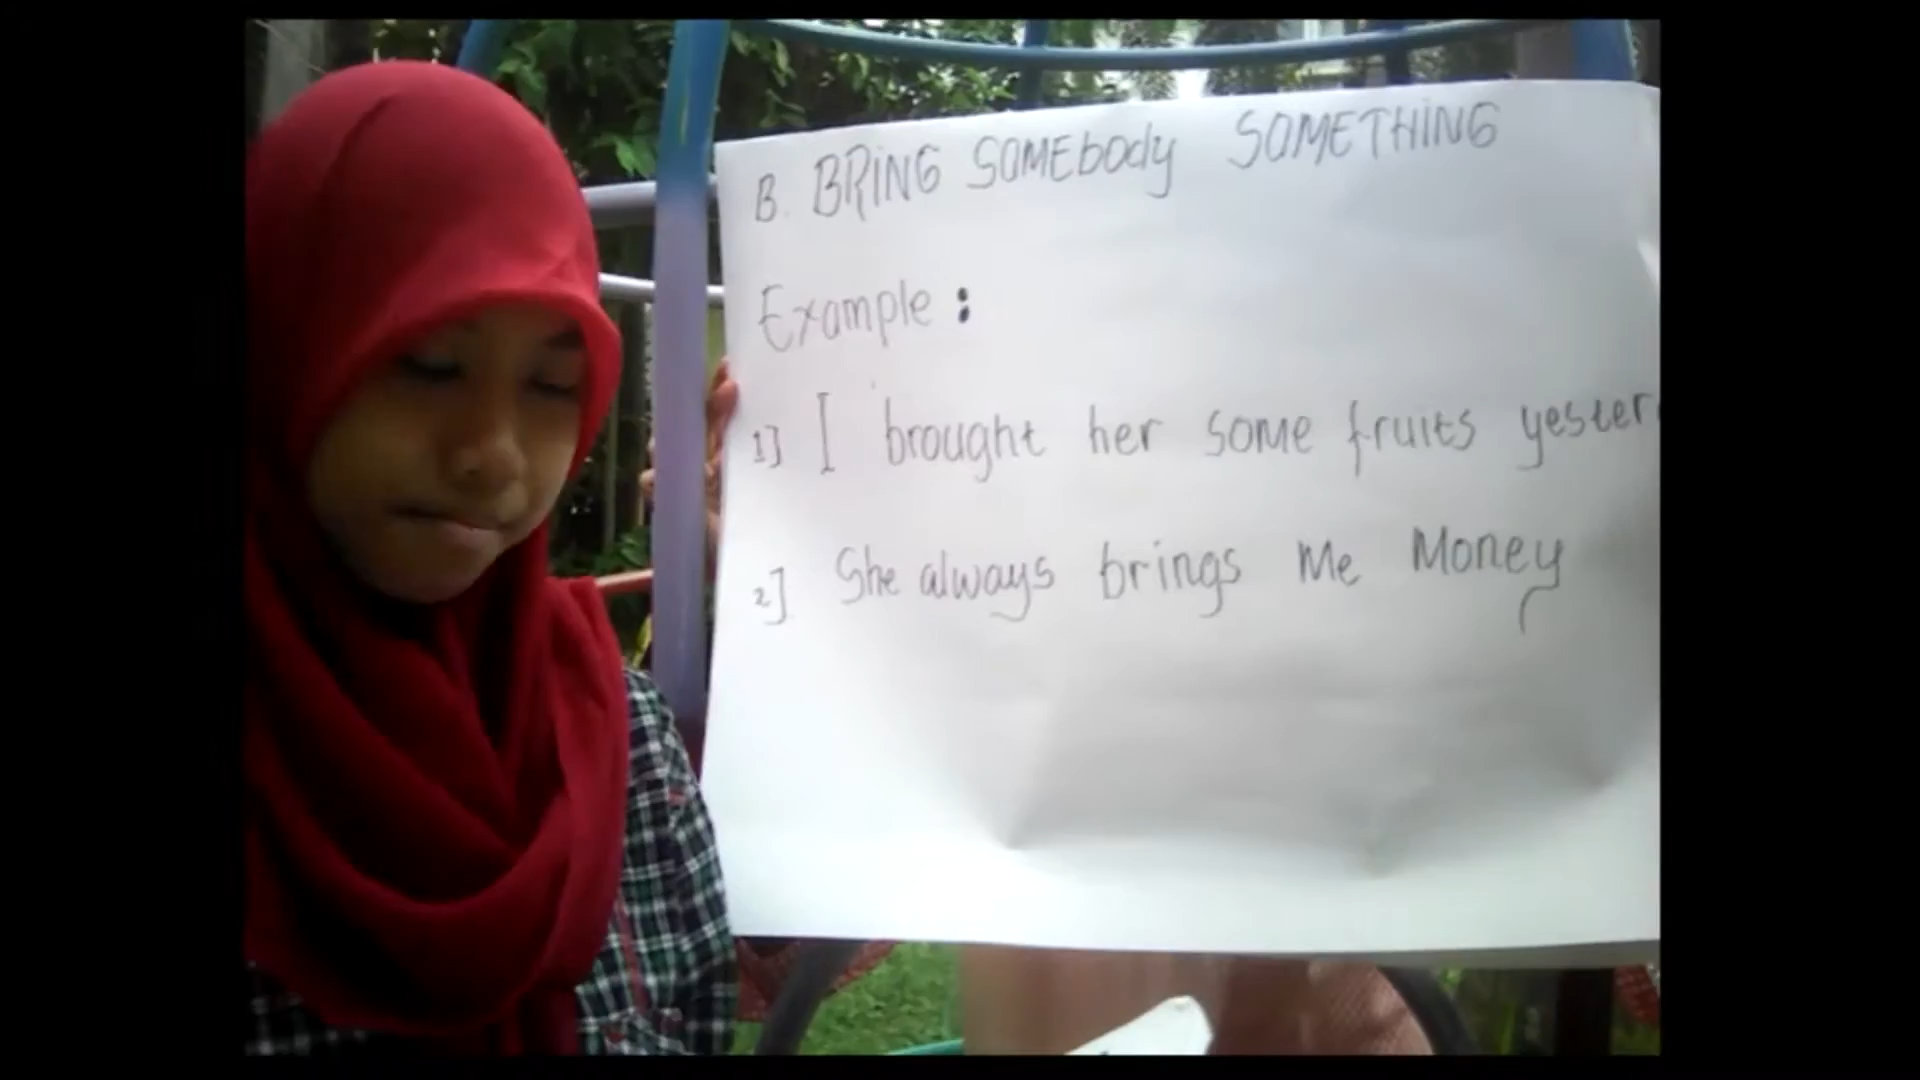 B. BRING SOMEbody SOMETHING
Example :
1] I brought her some fruits
2] She always brings Me Money